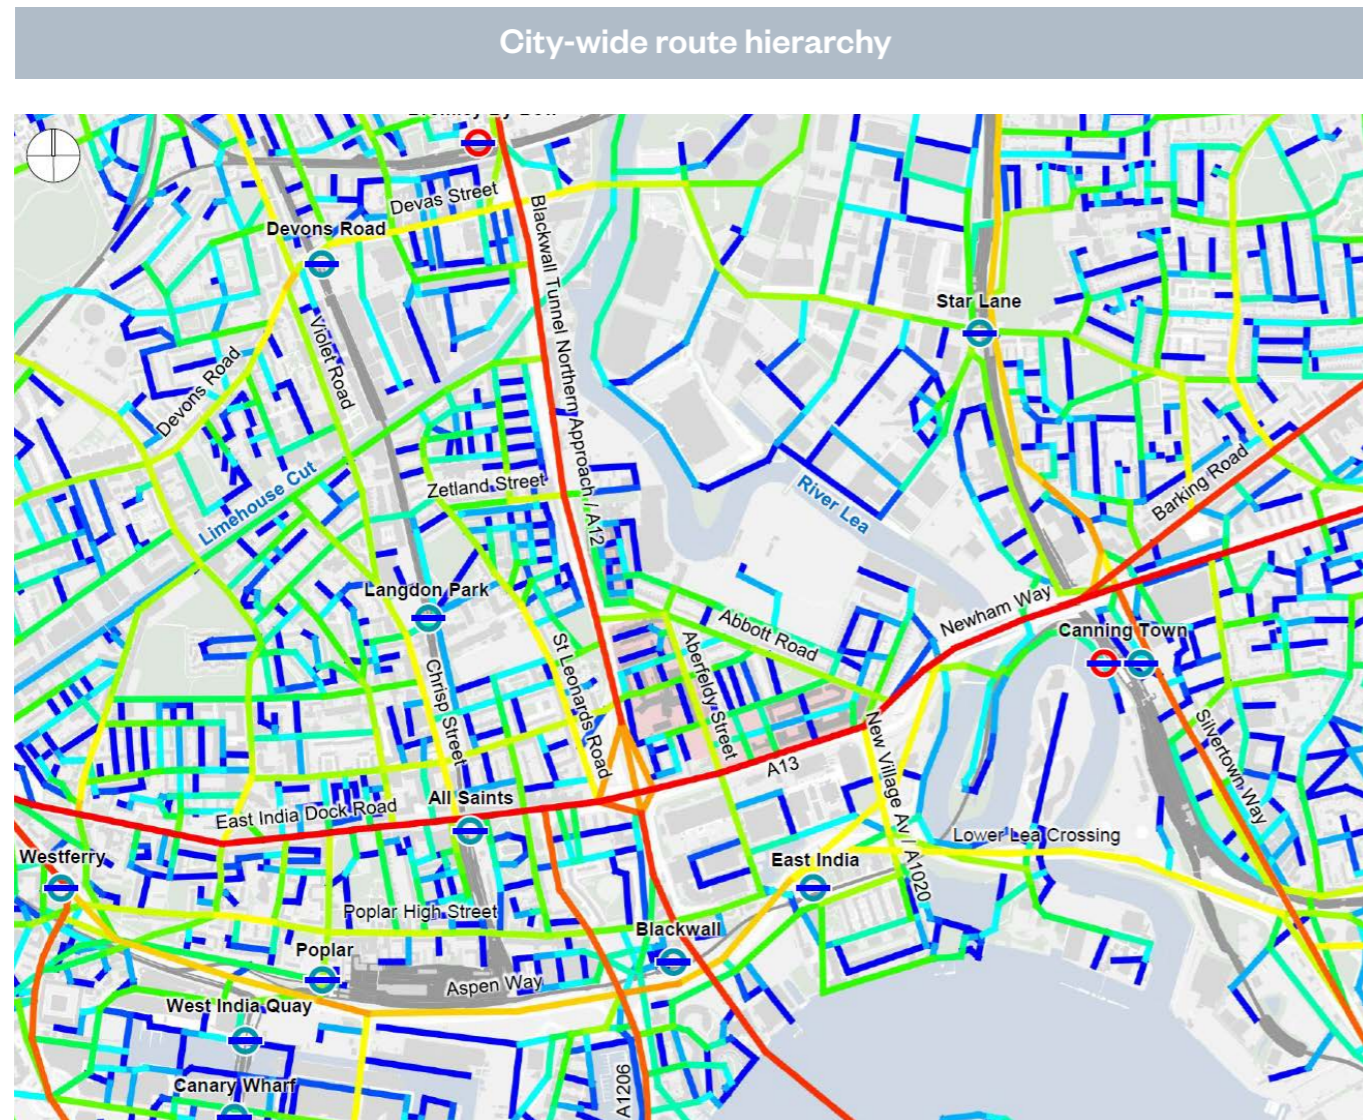 City-wide route hierarchy
Devas Street
Devons Road
Blackwall Tunnel Northern Approach / A12
Star Lane
Violet Road
Devons Road
Limehouse Cut
Zetland Street
River Lea
Barking Road
Langdon Park
Newham Way
Abbott Road
Canning Town
Aberfeldy Street
St Leonards Road
Chrisp Street
New Village Av / A1020
Silvertown Way
A13
All Saints
East India Dock Road
Lower Lea Crossing
Westferry
East India
Poplar High Street
Blackwall
Poplar
Aspen Way
West India Quay
Canary Wharf
A1206